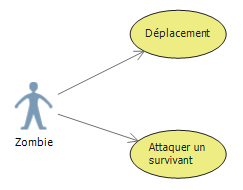 Déplacement
Zombie
Attaquer un
survivant